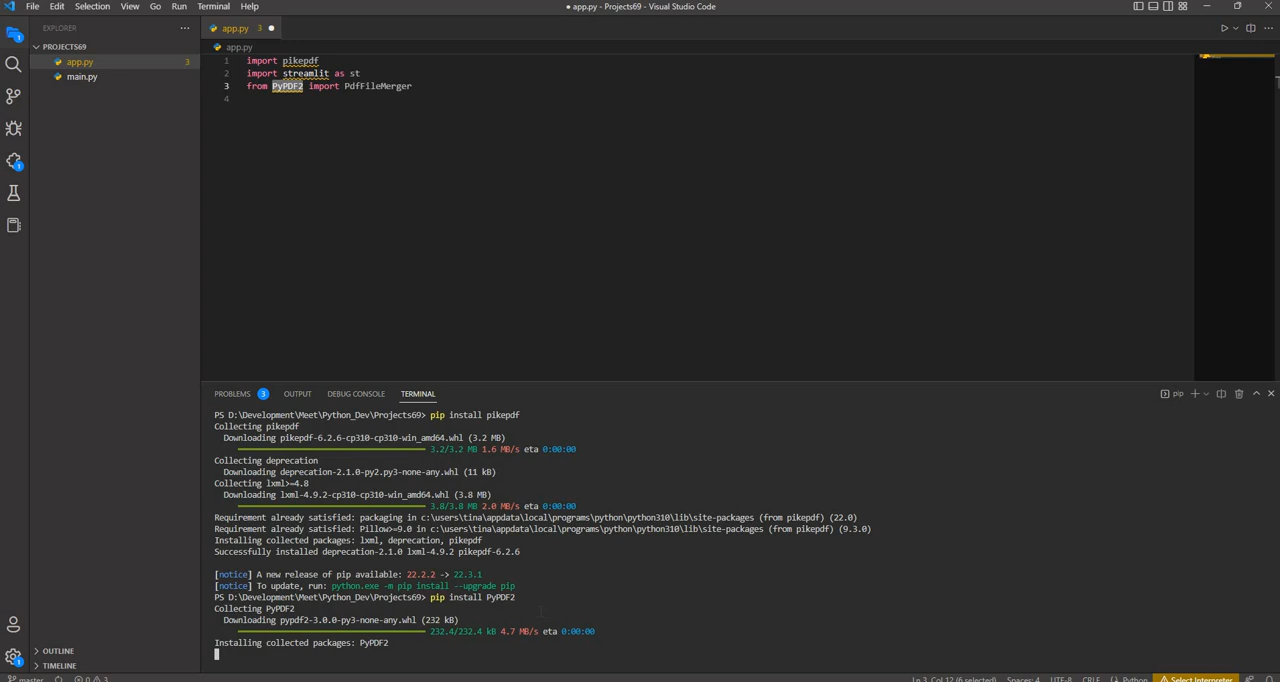 File Edit Selection View Go Run Terminal Help
● app.py - Projects69 - Visual Studio Code
EXPLORER
PROJECTS69
app.py 3
main.py
app.py 3 ●
app.py
1 import pikepdf
2 import streamlit as st
3 from PyPDF2 import PdfFileMerger
4
PROBLEMS 3 OUTPUT DEBUG CONSOLE TERMINAL
pip
PS D:\Development\Meet\Python_Dev\Projects69> pip install pikepdf
Collecting pikepdf
Downloading pikepdf-6.2.6-cp310-cp310-win_amd64.whl (3.2 MB)
3.2/3.2 MB 1.6 MB/s eta 0:00:00
Collecting deprecation
Downloading deprecation-2.1.0-py2.py3-none-any.whl (11 kB)
Collecting lxml>=4.8
Downloading lxml-4.9.2-cp310-cp310-win_amd64.whl (3.8 MB)
3.8/3.8 MB 2.0 MB/s eta 0:00:00
Requirement already satisfied: packaging in c:\users\tina\appdata\local\programs\python\python310\lib\site-packages (from pikepdf) (22.0)
Requirement already satisfied: Pillow>=9.0 in c:\users\tina\appdata\local\programs\python\python310\lib\site-packages (from pikepdf) (9.3.0)
Installing collected packages: lxml, deprecation, pikepdf
Successfully installed deprecation-2.1.0 lxml-4.9.2 pikepdf-6.2.6
[notice] A new release of pip available: 22.2.2 -> 22.3.1
[notice] To update, run: python.exe -m pip install --upgrade pip
PS D:\Development\Meet\Python_Dev\Projects69> pip install PyPDF2
Collecting PyPDF2
Downloading pypdf2-3.0.0-py3-none-any.whl (232 kB)
232.4/232.4 kB 4.7 MB/s eta 0:00:00
Installing collected packages: PyPDF2
OUTLINE
TIMELINE
master 0 3 Ln 3, Col 12 (6 selected) Spaces: 4 UTF-8 CRLF Python Select Interpreter